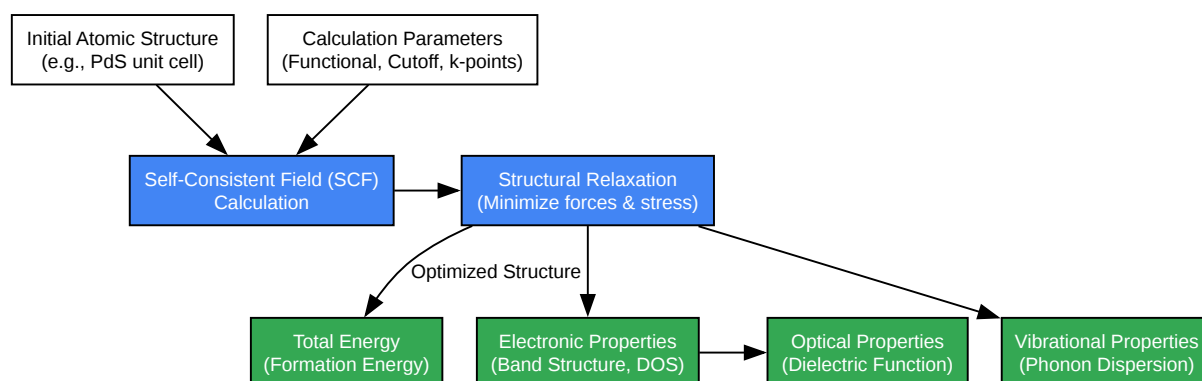 Initial Atomic Structure
(e.g., PdS unit cell)
Calculation Parameters
(Functional, Cutoff, k-points)
Self-Consistent Field (SCF)
Calculation
Structural Relaxation
(Minimize forces & stress)
Optimized Structure
Total Energy
(Formation Energy)
Electronic Properties
(Band Structure, DOS)
Optical Properties
(Dielectric Function)
Vibrational Properties
(Phonon Dispersion)